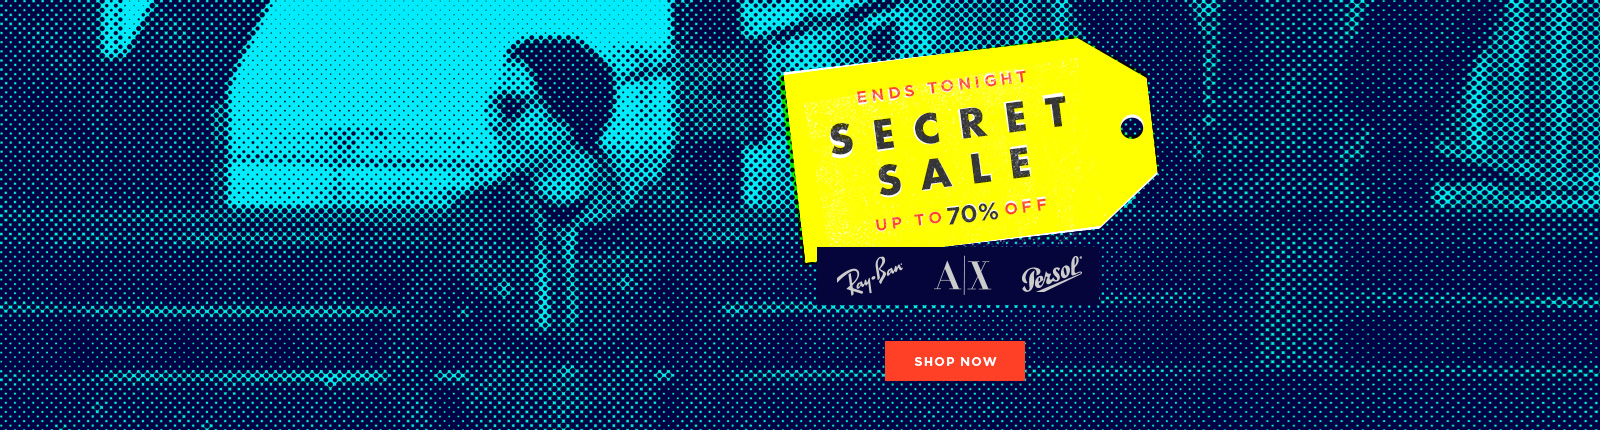 ENDS TONIGHT
SECRET
SALE
UP TO 70% OFF
Ray-Ban A|X Persol
SHOP NOW